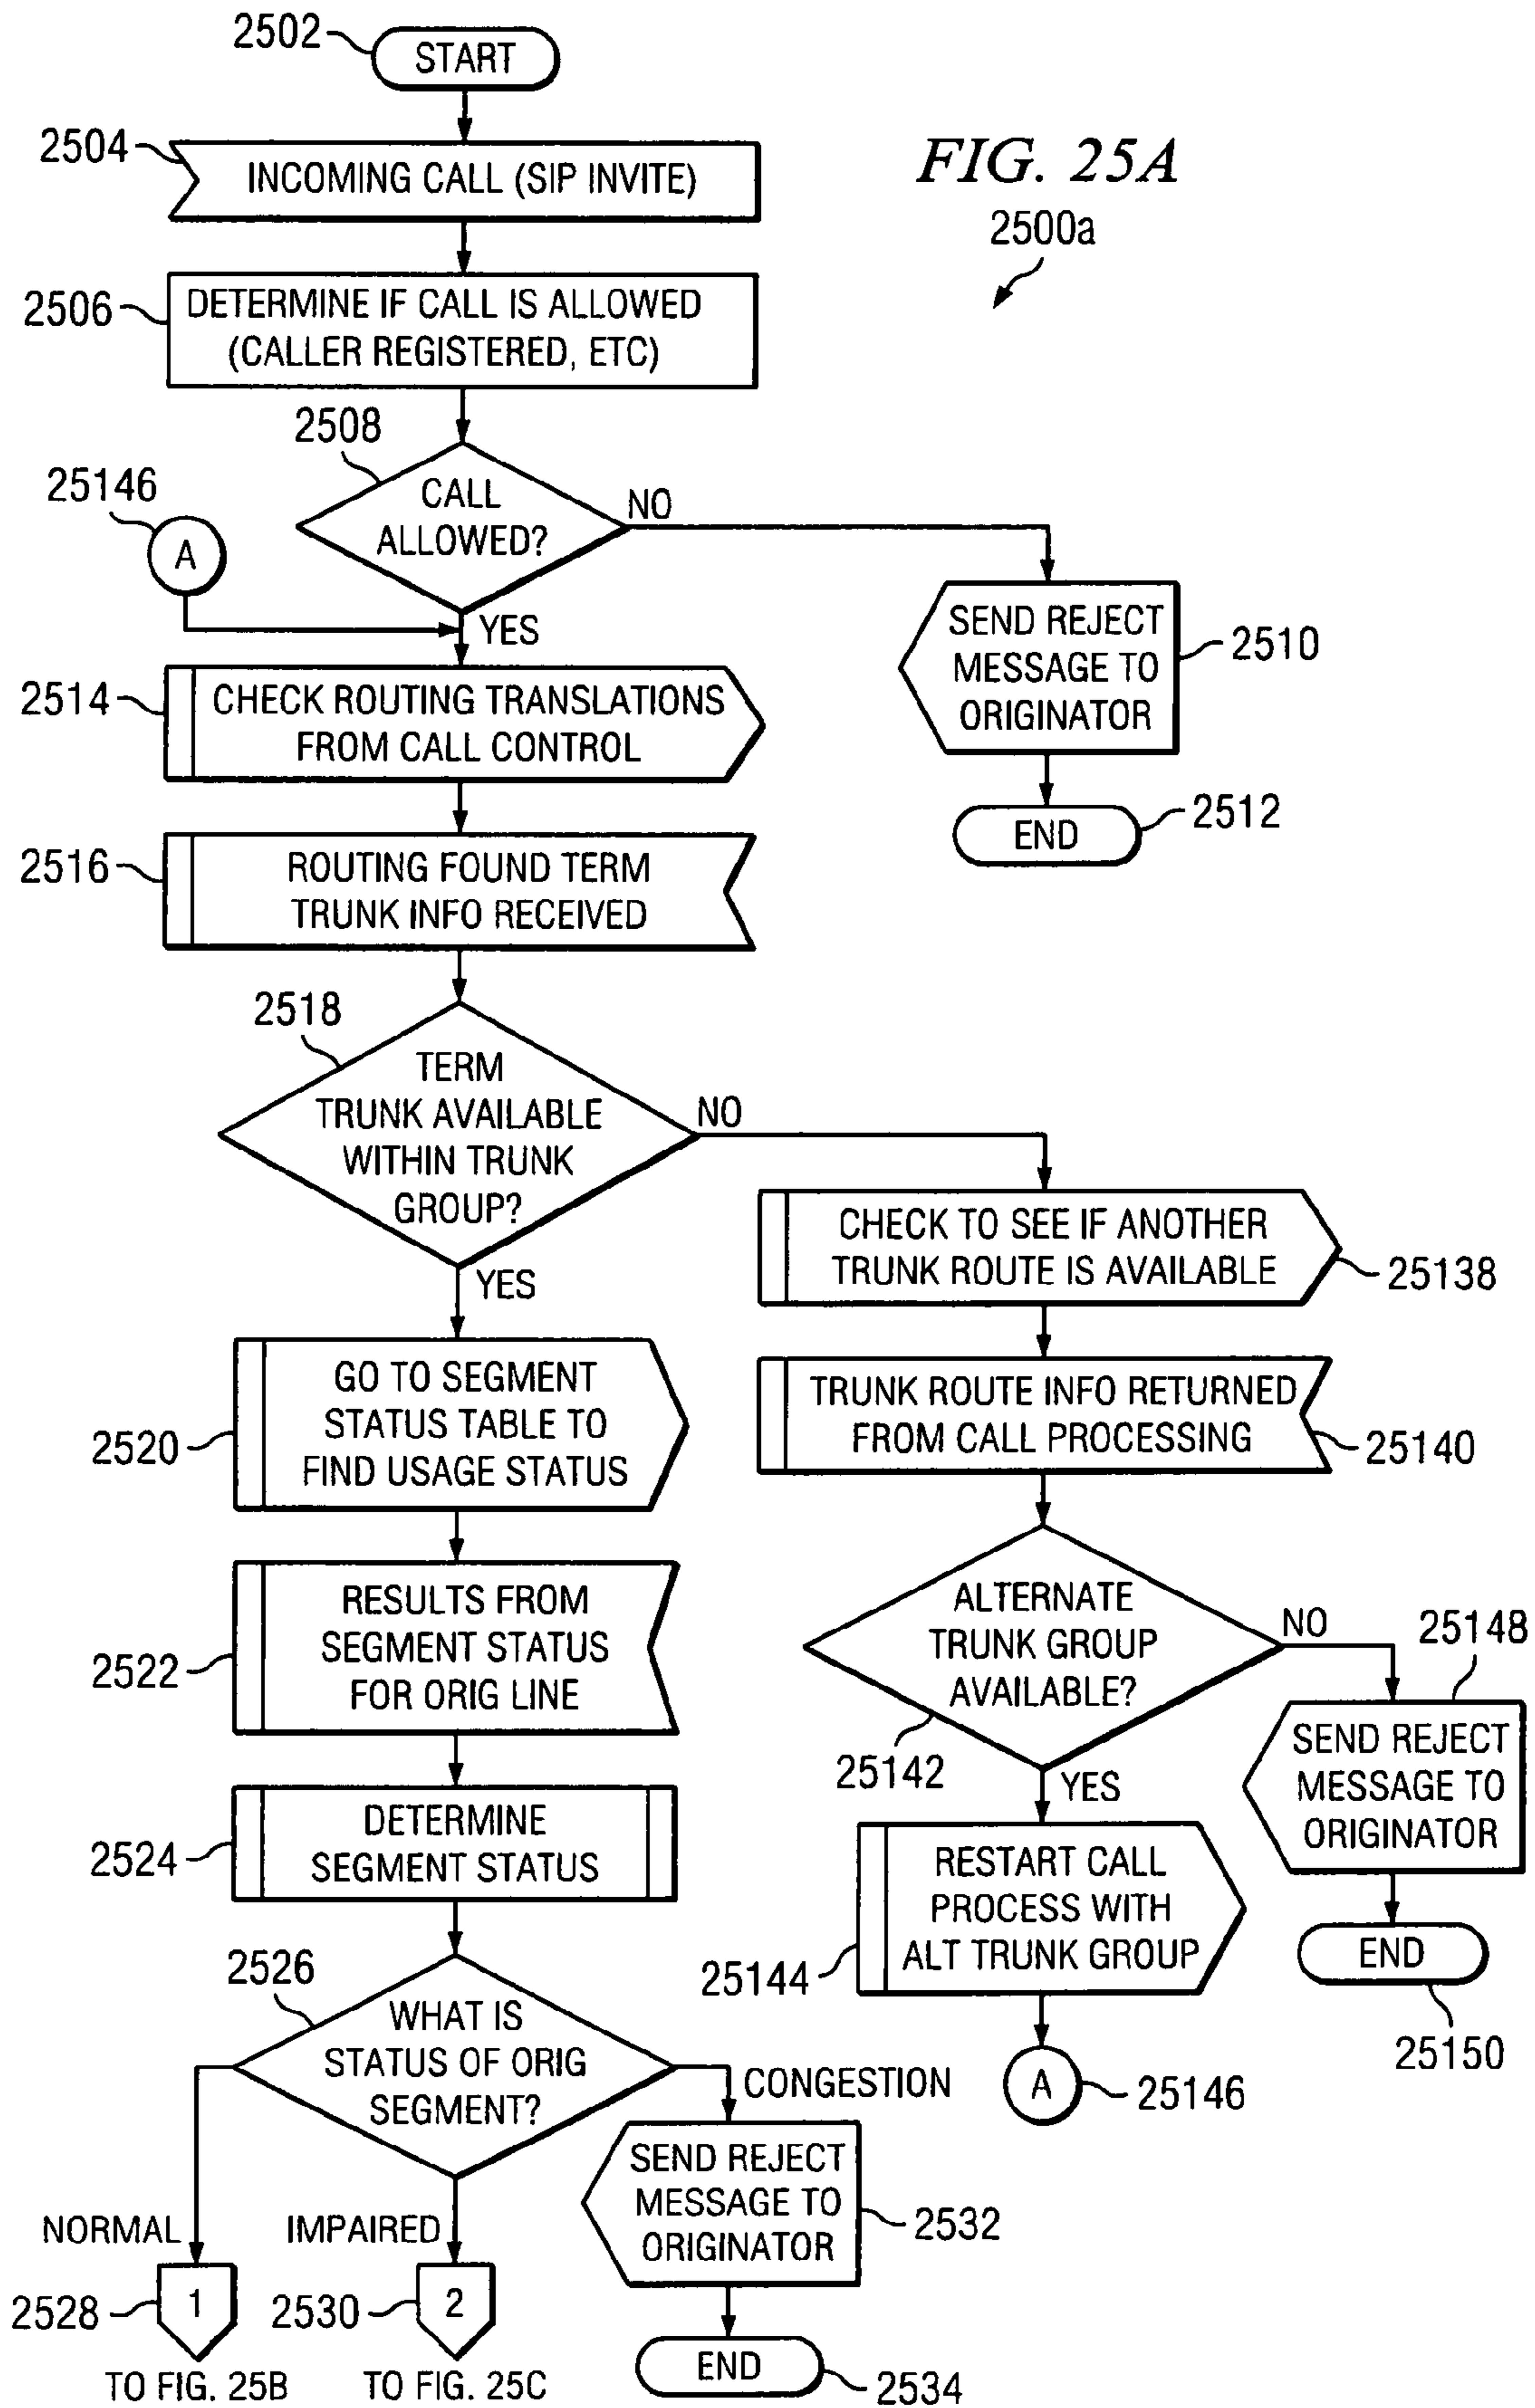 2502
START
FIG. 25A
2500a
2504
INCOMING CALL (SIP INVITE)
2506
DETERMINE IF CALL IS ALLOWED
(CALLER REGISTERED, ETC)
2508
CALL
ALLOWED?
NO
YES
25146
A
SEND REJECT
MESSAGE TO
ORIGINATOR
2510
END
2512
2514
CHECK ROUTING TRANSLATIONS
FROM CALL CONTROL
2516
ROUTING FOUND TERM
TRUNK INFO RECEIVED
2518
TERM
TRUNK AVAILABLE
WITHIN TRUNK
GROUP?
NO
YES
CHECK TO SEE IF ANOTHER
TRUNK ROUTE IS AVAILABLE
25138
TRUNK ROUTE INFO RETURNED
FROM CALL PROCESSING
25140
2520
GO TO SEGMENT
STATUS TABLE TO
FIND USAGE STATUS
2522
RESULTS FROM
SEGMENT STATUS
FOR ORIG LINE
ALTERNATE
TRUNK GROUP
AVAILABLE?
25142
NO
YES
25148
SEND REJECT
MESSAGE TO
ORIGINATOR
END
25150
2524
DETERMINE
SEGMENT STATUS
25144
RESTART CALL
PROCESS WITH
ALT TRUNK GROUP
A
25146
2526
WHAT IS
STATUS OF ORIG
SEGMENT?
CONGESTION
NORMAL
IMPAIRED
SEND REJECT
MESSAGE TO
ORIGINATOR
2532
2528
1
2530
2
TO FIG. 25B
TO FIG. 25C
END
2534